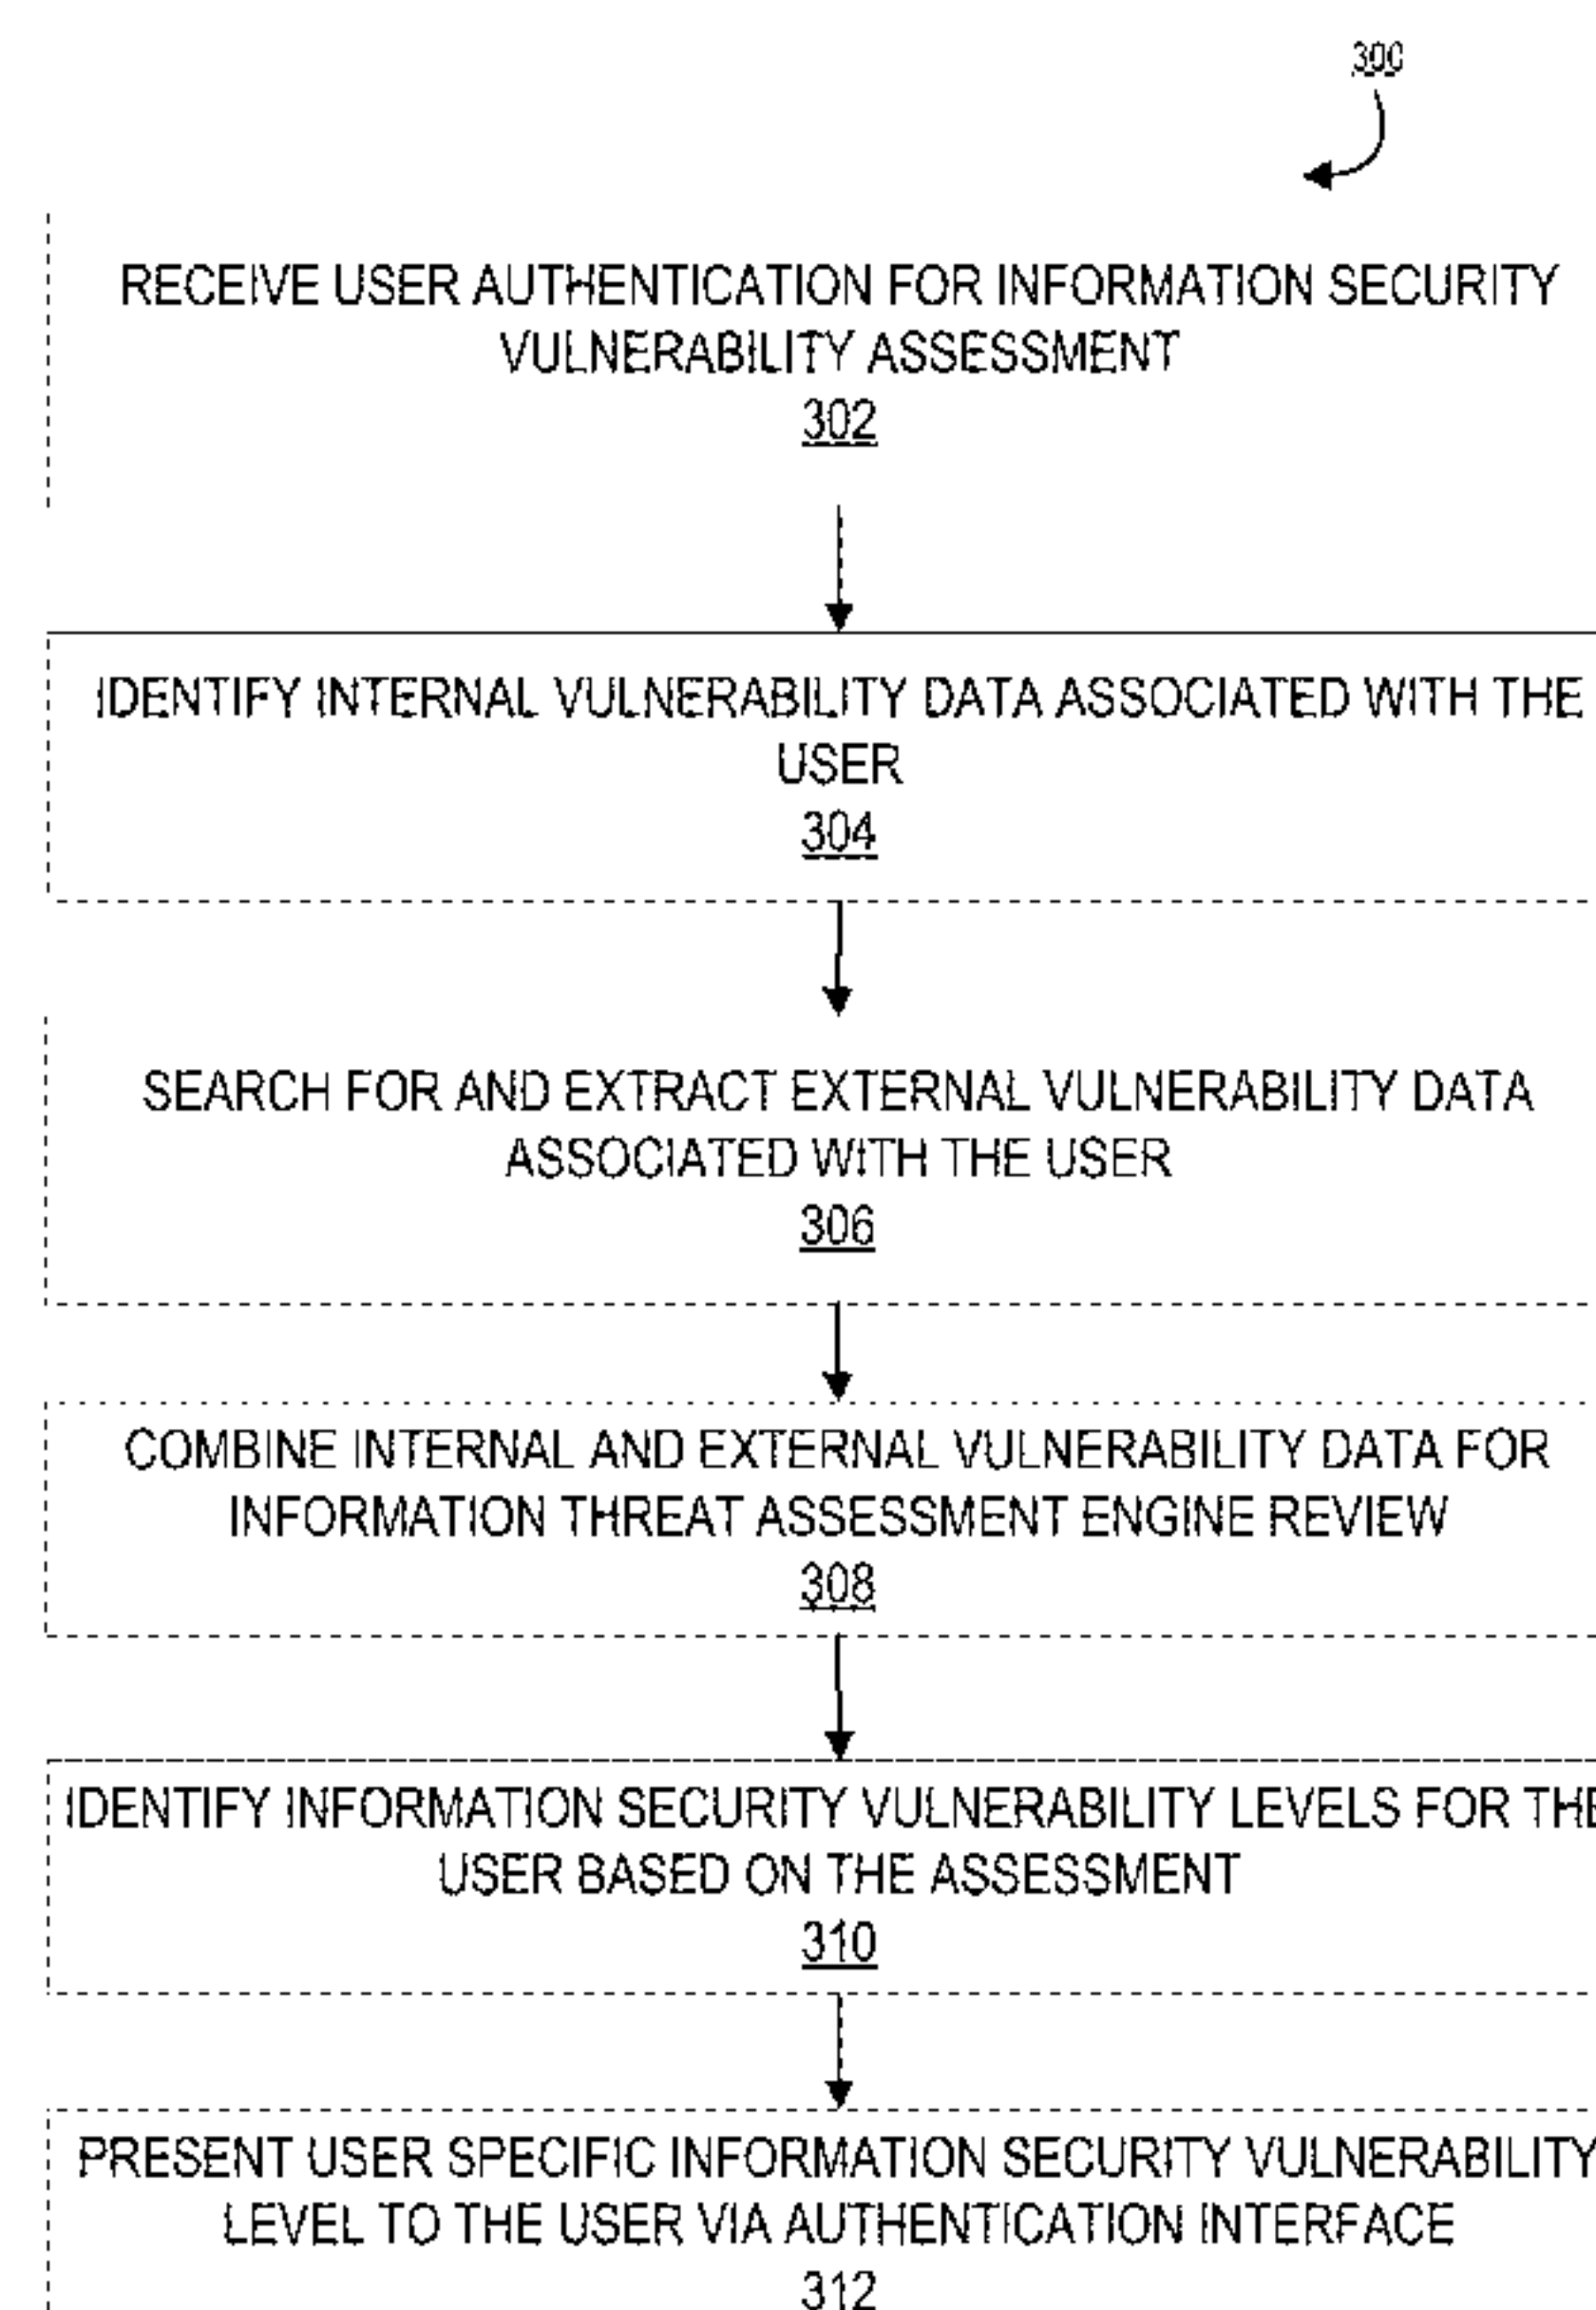 300
RECEIVE USER AUTHENTICATION FOR INFORMATION SECURITY
VULNERABILITY ASSESSMENT
302
IDENTIFY INTERNAL VULNERABILITY DATA ASSOCIATED WITH THE
USER
304
SEARCH FOR AND EXTRACT EXTERNAL VULNERABILITY DATA
ASSOCIATED WITH THE USER
306
COMBINE INTERNAL AND EXTERNAL VULNERABILITY DATA FOR
INFORMATION THREAT ASSESSMENT ENGINE REVIEW
308
IDENTIFY INFORMATION SECURITY VULNERABILITY LEVELS FOR THE
USER BASED ON THE ASSESSMENT
310
PRESENT USER SPECIFIC INFORMATION SECURITY VULNERABILITY
LEVEL TO THE USER VIA AUTHENTICATION INTERFACE
312